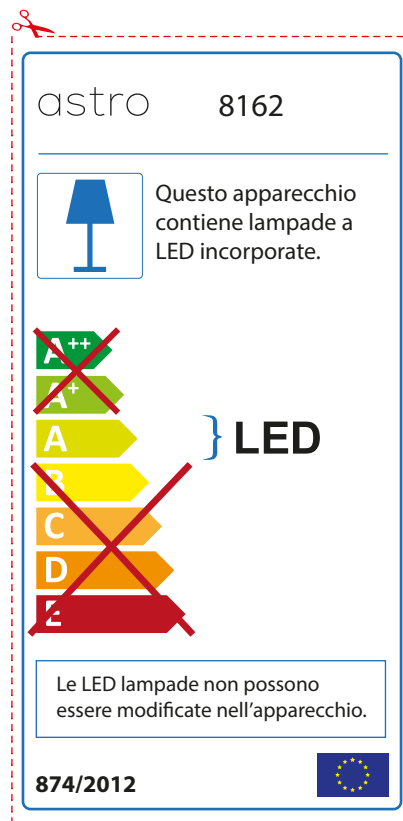 astro 8162
Questo apparecchio
contiene lampade a
LED incorporate.
A++
A+
A
LED
B
C
D
E
Le LED lampade non possono
essere modificate nell’apparecchio.
874/2012